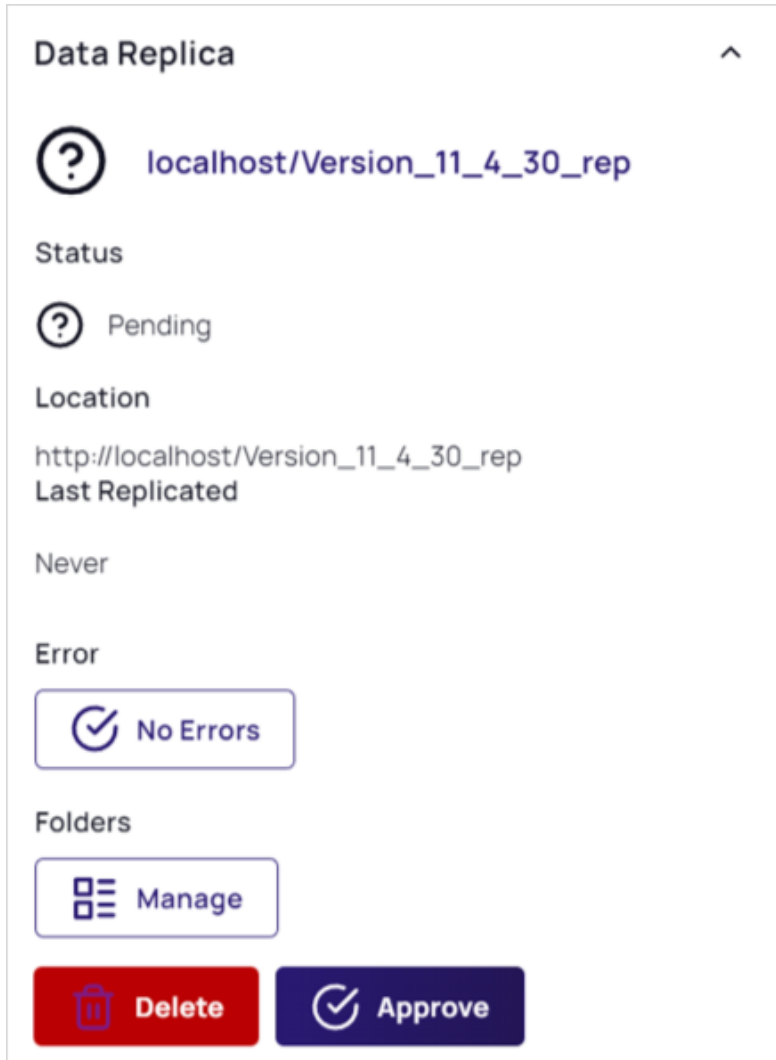 Data Replica
localhost/Version_11_4_30_rep
Status
Pending
Location
http://localhost/Version_11_4_30_rep
Last Replicated
Never
Error
No Errors
Folders
Manage
Delete
Approve